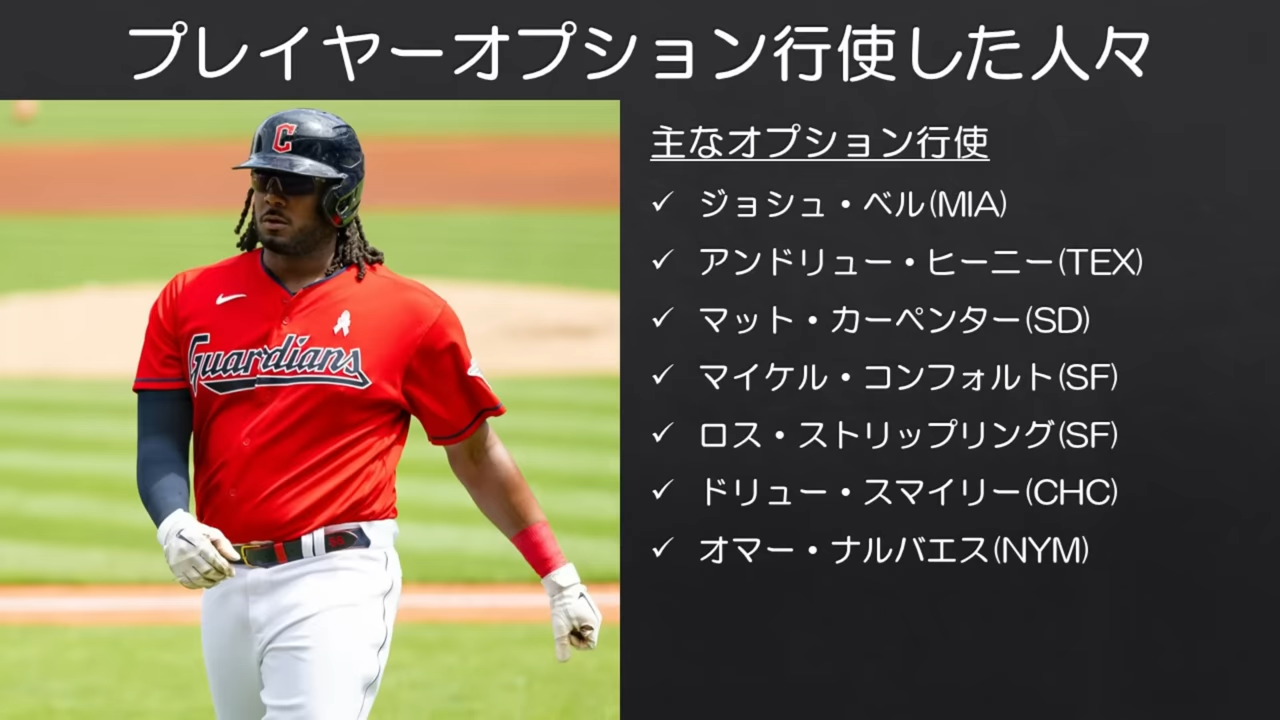 プレイヤーオプション行使した人々
C
Guardians
主なオプション行使
✓ ジョシュ・ベル(MIA)
✓ アンドリュー・ヒーニー(TEX)
✓ マット・カーペンター(SD)
✓ マイケル・コンフォルト(SF)
✓ ロス・ストリップリング(SF)
✓ ドリュー・スマイリー(CHC)
✓ オマー・ナルバエス(NYM)